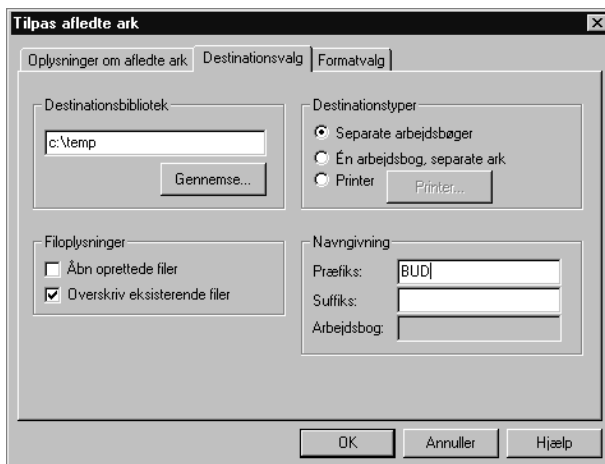 Tilpas afledte ark
Oplysninger om afledte ark
Destinationsvalg
Formatvalg
Destinationsbibliotek
c:\temp
Gennemse...
Destinationstyper
Separate arbejdsbøger
Én arbejdsbog, separate ark
Printer
Printer...
Filoplysninger
Åbn oprettede filer
Overskriv eksisterende filer
Navngivning
Præfiks:
BUD
Suffiks:
Arbejdsbog:
OK
Annuller
Hjælp